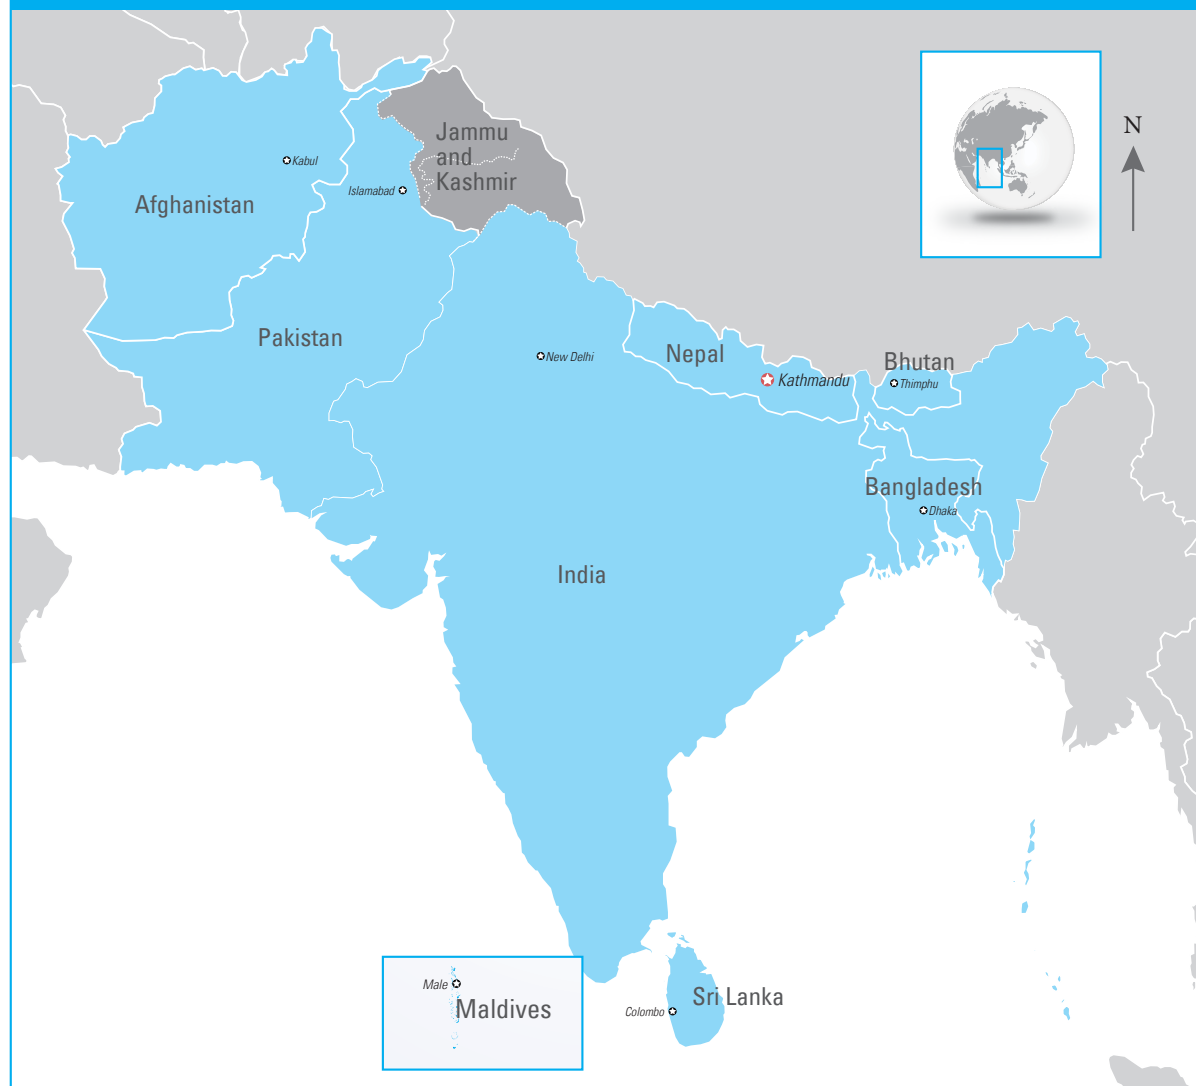 N
Jammu
and
Kashmir
Kabul
Islamabad
Afghanistan
Pakistan
New Delhi
Nepal
Bhutan
Kathmandu
Thimphu
Bangladesh
Dhaka
India
Male
Maldives
Sri Lanka
Colombo